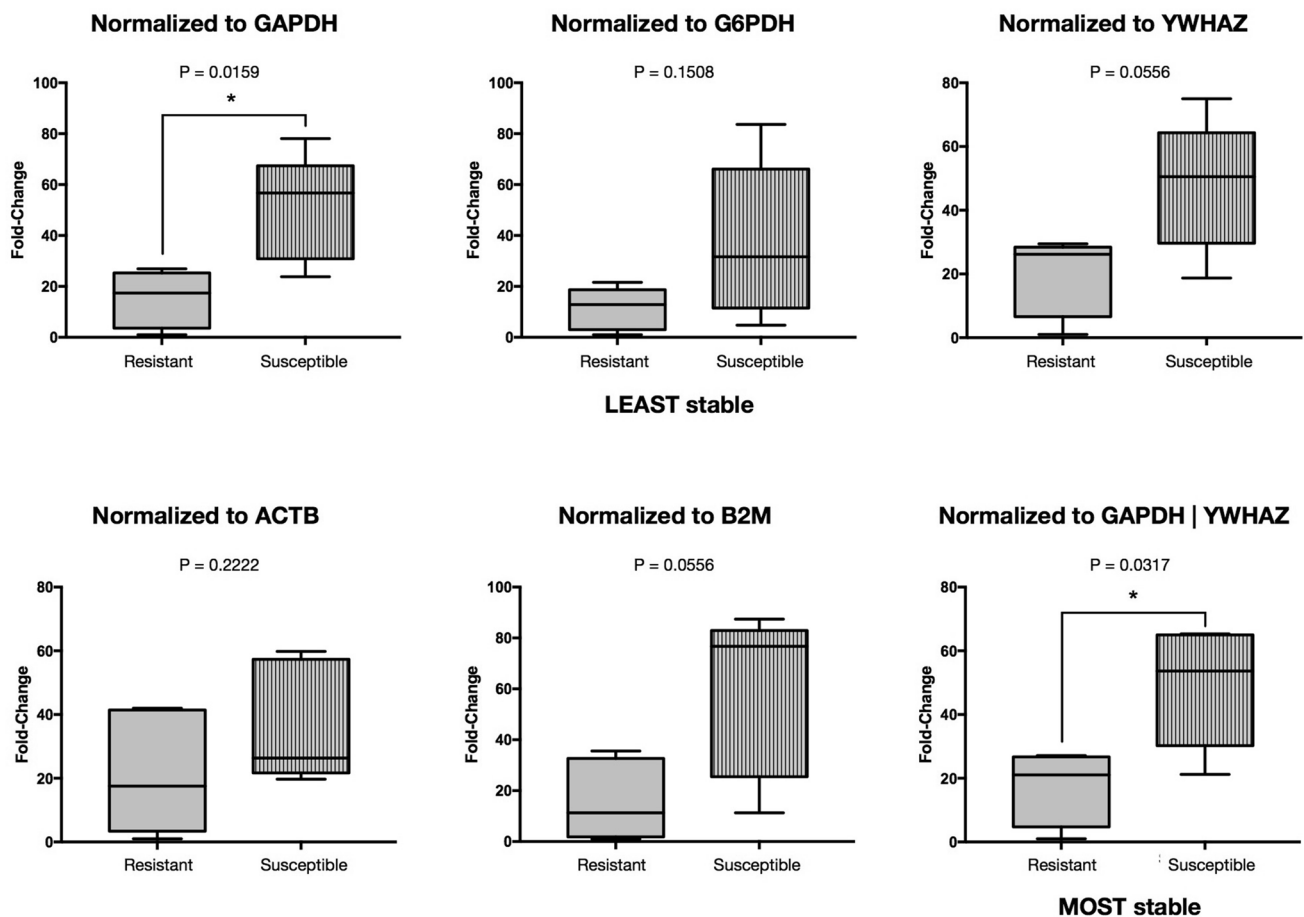 Normalized to GAPDH
P = 0.0159
*
100
80
60
40
20
0
Fold-Change
Resistant
Susceptible
Normalized to G6PDH
P = 0.1508
100
80
60
40
20
0
Fold-Change
Resistant
Susceptible
LEAST stable
Normalized to YWHAZ
P = 0.0556
80
60
40
20
0
Fold-Change
Resistant
Susceptible
Normalized to ACTB
P = 0.2222
80
60
40
20
0
Fold-Change
Resistant
Susceptible
Normalized to B2M
P = 0.0556
100
80
60
40
20
0
Fold-Change
Resistant
Susceptible
Normalized to GAPDH | YWHAZ
P = 0.0317
*
80
60
40
20
0
Fold-Change
Resistant
Susceptible
MOST stable